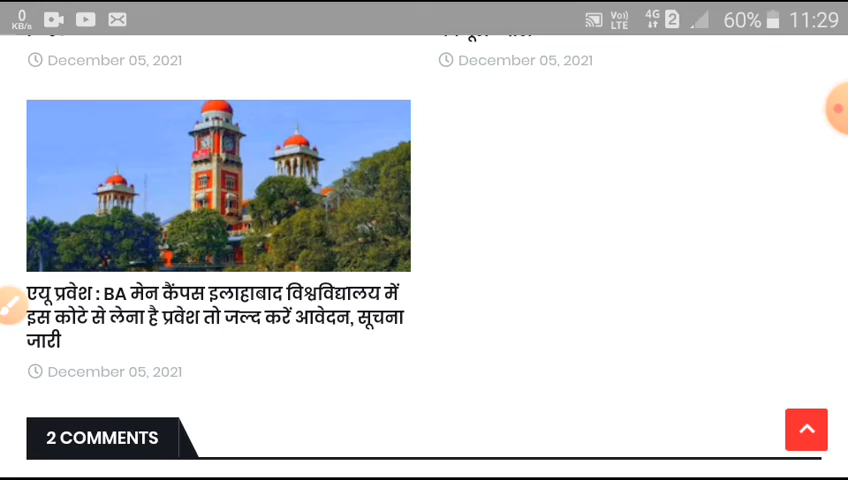 0
KB/s
Vo))
LTE
4G
2
60%
11:29
December 05, 2021
December 05, 2021
एयू प्रवेश : BA मेन कैंपस इलाहाबाद विश्वविद्यालय में
इस कोटे से लेना है प्रवेश तो जल्द करें आवेदन, सूचना
जारी
December 05, 2021
2 COMMENTS